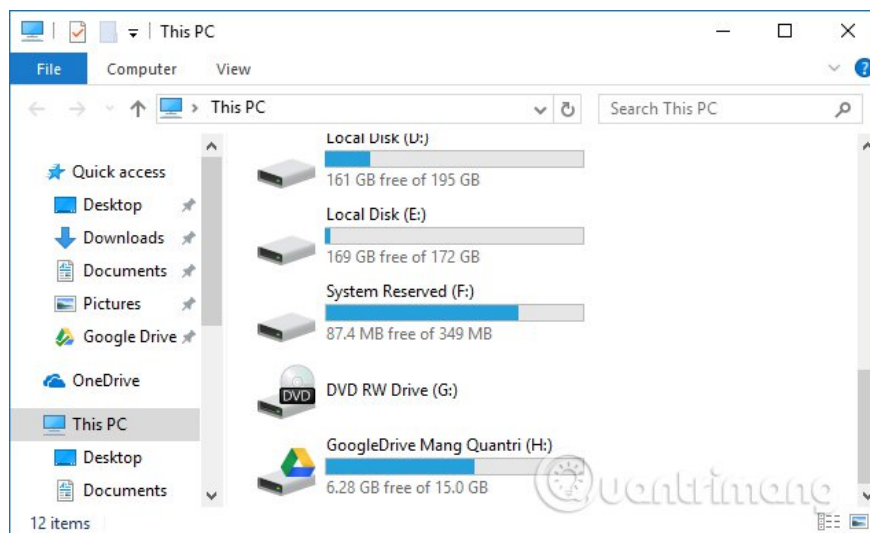 This PC
File Computer View
This PC
Search This PC
Quick access
Desktop
Downloads
Documents
Pictures
Google Drive
OneDrive
This PC
Desktop
Documents
Local Disk (D:)
161 GB free of 195 GB
Local Disk (E:)
169 GB free of 172 GB
System Reserved (F:)
87.4 MB free of 349 MB
DVD
DVD RW Drive (G:)
GoogleDrive Mang Quantri (H:)
6.28 GB free of 15.0 GB
Quantrimang
12 items